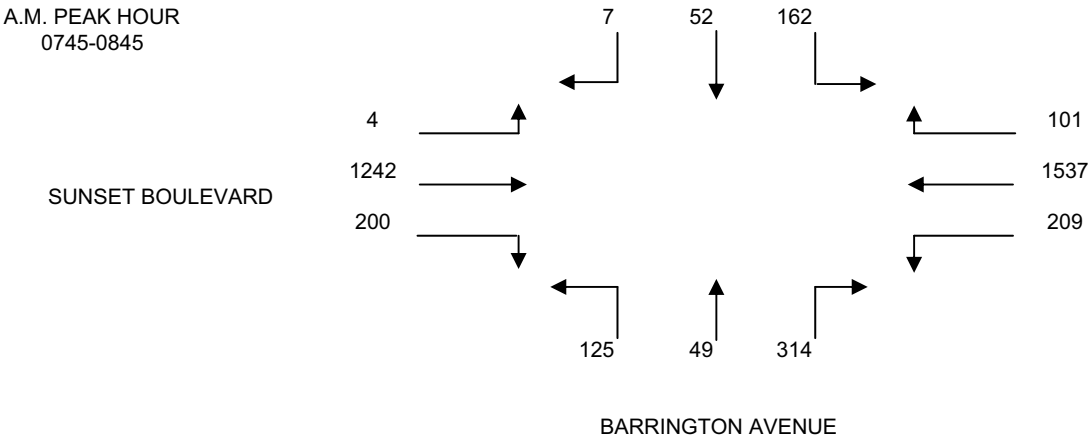 A.M. PEAK HOUR
0745-0845
7 52 162
4 101
1242 1537
SUNSET BOULEVARD
200 209
125 49 314
BARRINGTON AVENUE